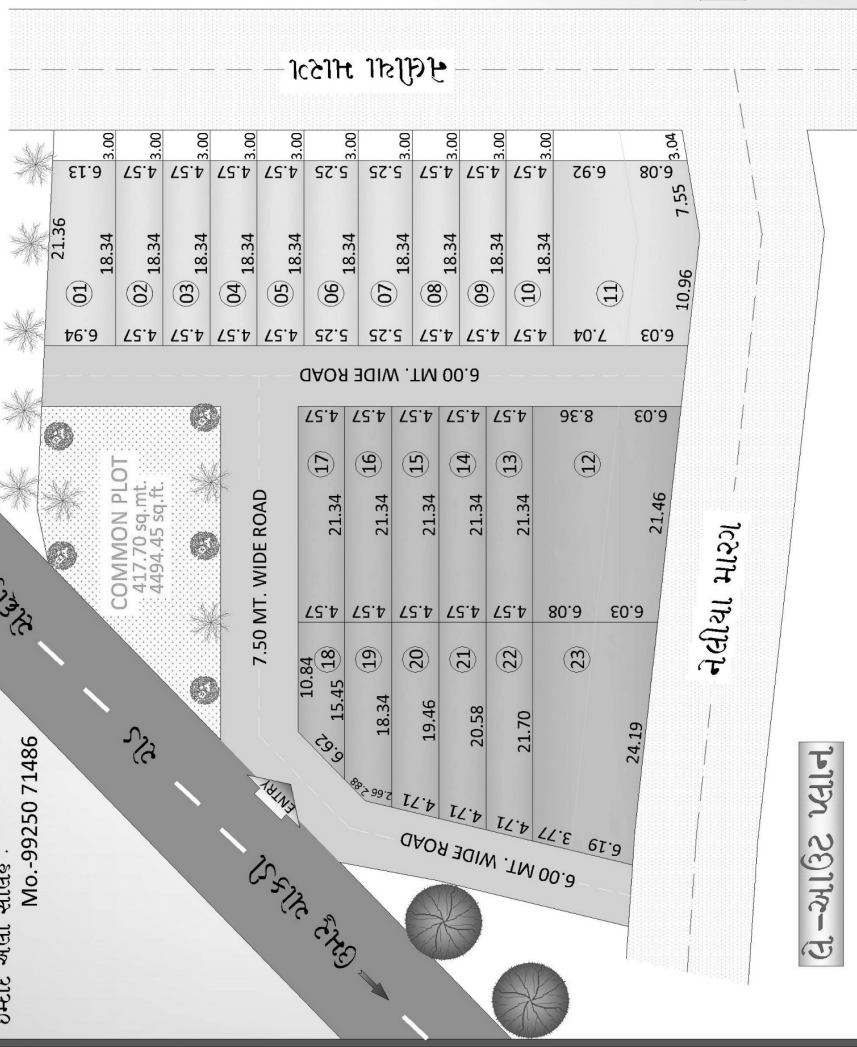 નેલીયા મારગ
3.00 3.00 3.00 3.00 3.00 3.00 3.00 3.00 3.00 3.00 3.04
6.13 4.57 4.57 4.57 4.57 5.25 5.25 4.57 4.57 4.57 6.92 6.08
21.36 18.34 18.34 18.34 18.34 18.34 18.34 18.34 18.34 18.34 18.34 7.55
01 02 03 04 05 06 07 08 09 10 11 10.96
6.94 4.57 4.57 4.57 4.57 5.25 5.25 4.57 4.57 4.57 7.04 6.03
6.00 MT. WIDE ROAD
COMMON PLOT
417.70 sq.mt.
4494.45 sq.ft.
7.50 MT. WIDE ROAD
4.57 4.57 4.57 4.57 4.57 8.36 6.03
17 16 15 14 13 12
21.34 21.34 21.34 21.34 21.34 21.46
4.57 4.57 4.57 4.57 4.57 6.08 6.03
18 19 20 21 22 23
10.84 15.45 18.34 19.46 20.58 21.70 24.19
6.62 2.88 2.66 4.71 4.71 4.71 3.77 6.19
6.00 MT. WIDE ROAD
ENTRY
નેલીયા મારગ
રોડ
ઉમરુ ચોકડી
Mo.-99250 71486